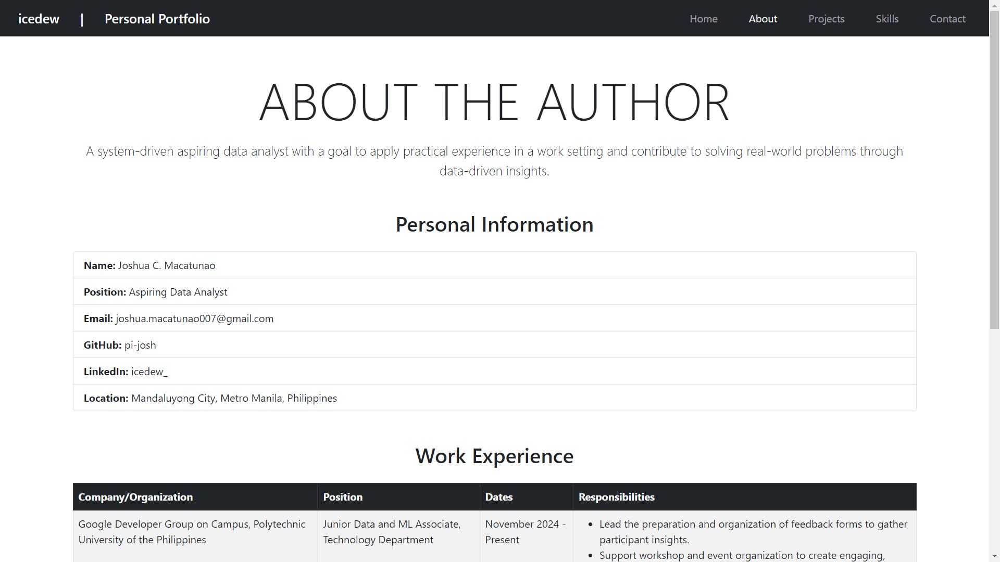 icedew | Personal Portfolio Home About Projects Skills Contact
ABOUT THE AUTHOR
A system-driven aspiring data analyst with a goal to apply practical experience in a work setting and contribute to solving real-world problems through
data-driven insights.
Personal Information
Name: Joshua C. Macatunao
Position: Aspiring Data Analyst
Email: joshua.macatunao007@gmail.com
GitHub: pi-josh
LinkedIn: icedew_
Location: Mandaluyong City, Metro Manila, Philippines
Work Experience
Company/Organization Position Dates Responsibilities
Google Developer Group on Campus, Polytechnic
University of the Philippines
Junior Data and ML Associate,
Technology Department
November 2024 -
Present
• Lead the preparation and organization of feedback forms to gather
participant insights.
• Support workshop and event organization to create engaging,